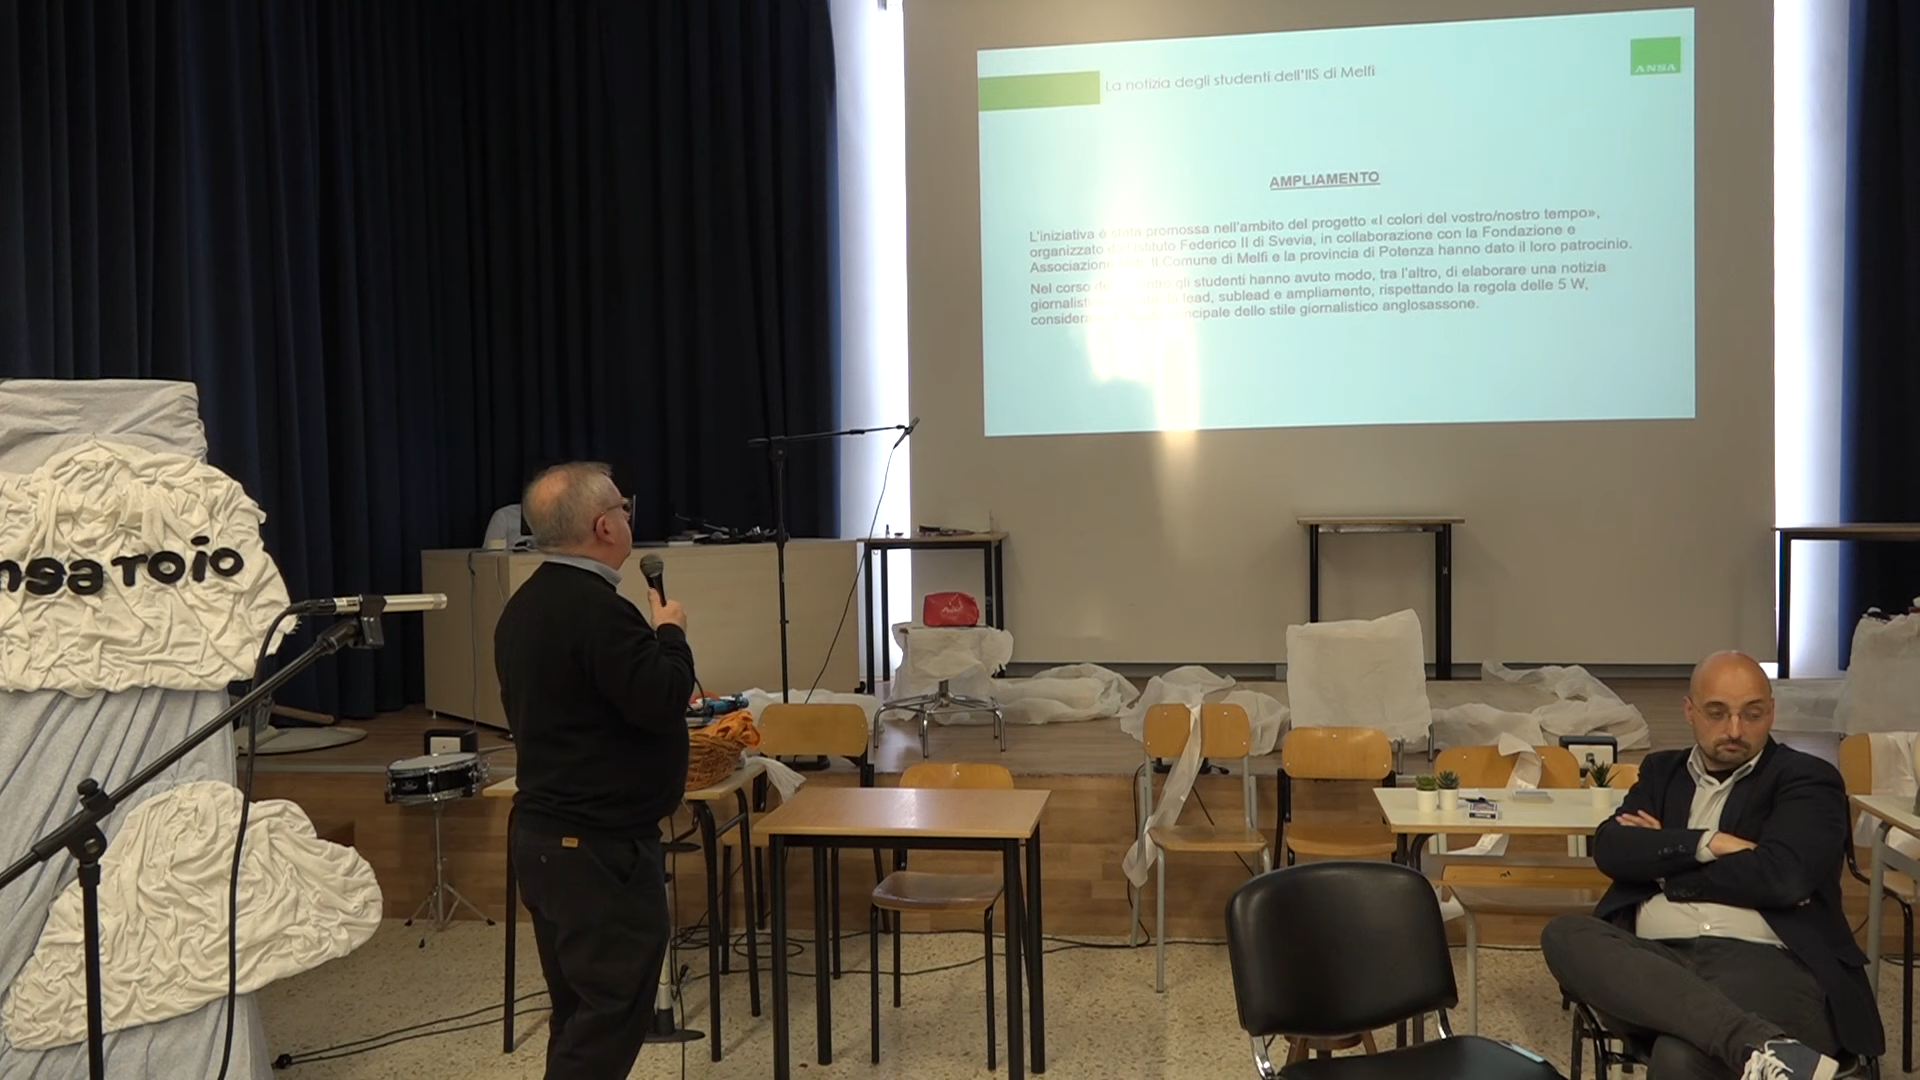 La notizia degli studenti dell'IIS di Melfi
ANSA
AMPLIAMENTO
L'iniziativa è stata promossa nell'ambito del progetto «I colori del vostro/nostro tempo»,
organizzato Istituto Federico II di Svevia, in collaborazione con la Fondazione e
Associazione Il Comune di Melfi e la provincia di Potenza hanno dato il loro patrocinio.
Nel corso gli studenti hanno avuto modo, tra l'altro, di elaborare una notizia
lead, sublead e ampliamento, rispettando la regola delle 5 W,
dello stile giornalistico anglosassone.